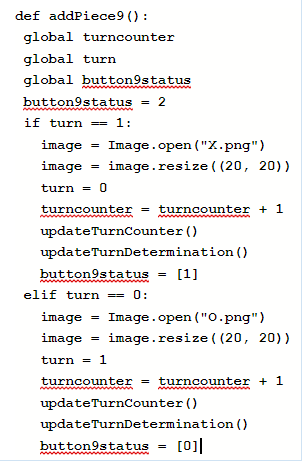 def addPiece9():
global turncounter
global turn
global button9status
button9status = 2
if turn == 1:
image = Image.open("X.png")
image = image.resize((20, 20))
turn = 0
turncounter = turncounter + 1
updateTurnCounter()
updateTurnDetermination()
button9status = [1]
elif turn == 0:
image = Image.open("O.png")
image = image.resize((20, 20))
turn = 1
turncounter = turncounter + 1
updateTurnCounter()
updateTurnDetermination()
button9status = [0]